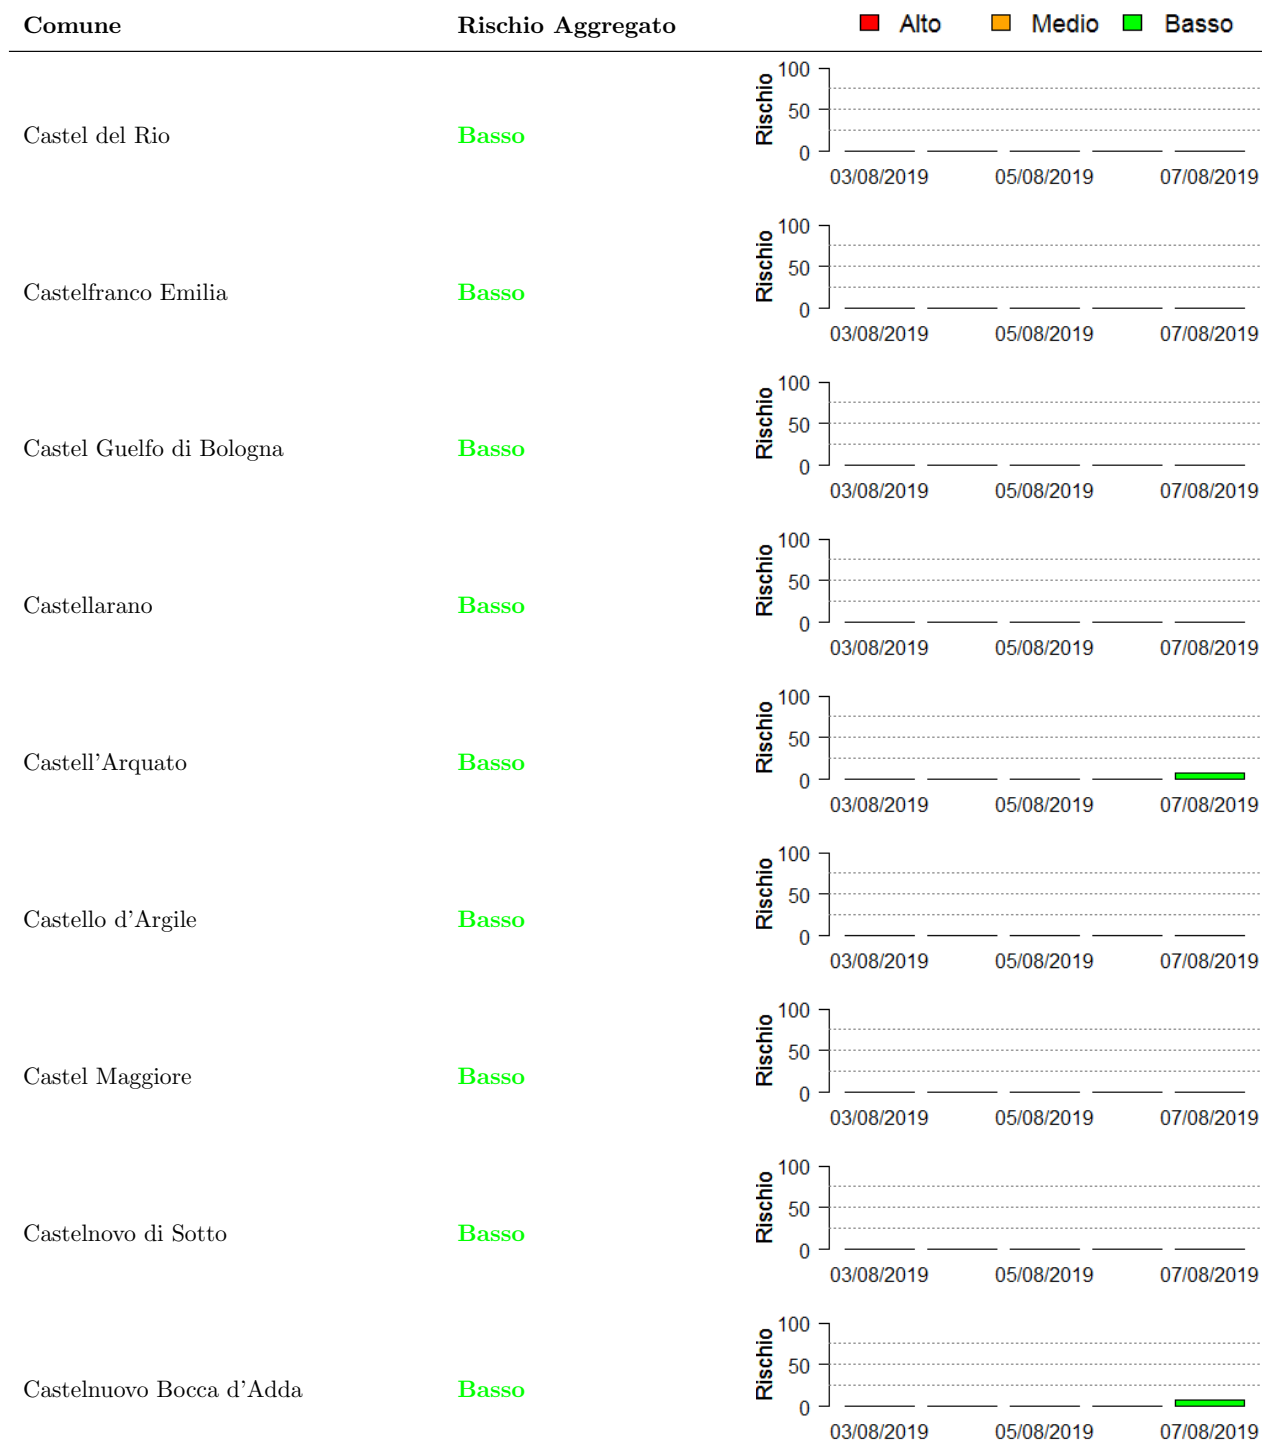 Comune Rischio Aggregato Alto Medio Basso
100
50
0
Rischio
Castel del Rio Basso
03/08/2019 05/08/2019 07/08/2019
100
50
0
Rischio
Castelfranco Emilia Basso
03/08/2019 05/08/2019 07/08/2019
100
50
0
Rischio
Castel Guelfo di Bologna Basso
03/08/2019 05/08/2019 07/08/2019
100
50
0
Rischio
Castellarano Basso
03/08/2019 05/08/2019 07/08/2019
100
50
0
Rischio
Castell'Arquato Basso
03/08/2019 05/08/2019 07/08/2019
100
50
0
Rischio
Castello d'Argile Basso
03/08/2019 05/08/2019 07/08/2019
100
50
0
Rischio
Castel Maggiore Basso
03/08/2019 05/08/2019 07/08/2019
100
50
0
Rischio
Castelnovo di Sotto Basso
03/08/2019 05/08/2019 07/08/2019
100
50
0
Rischio
Castelnuovo Bocca d'Adda Basso
03/08/2019 05/08/2019 07/08/2019